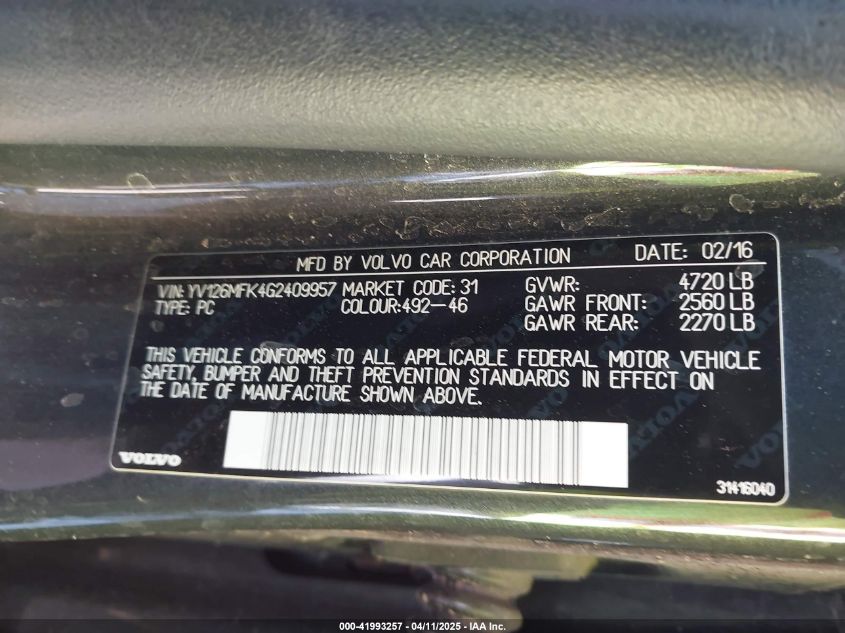 MFD BY VOLVO CAR CORPORATION DATE: 02/16
VIN: YV126MFK4G2409957 MARKET CODE: 31 GVWR: 4720 LB
TYPE: PC COLOUR:492-46 GAWR FRONT: 2560 LB
GAWR REAR: 2270 LB
THIS VEHICLE CONFORMS TO ALL APPLICABLE FEDERAL MOTOR VEHICLE
SAFETY, BUMPER AND THEFT PREVENTION STANDARDS IN EFFECT ON
THE DATE OF MANUFACTURE SHOWN ABOVE.
VOLVO
31416040
000-41993257 - 04/11/2025 - IAA Inc.